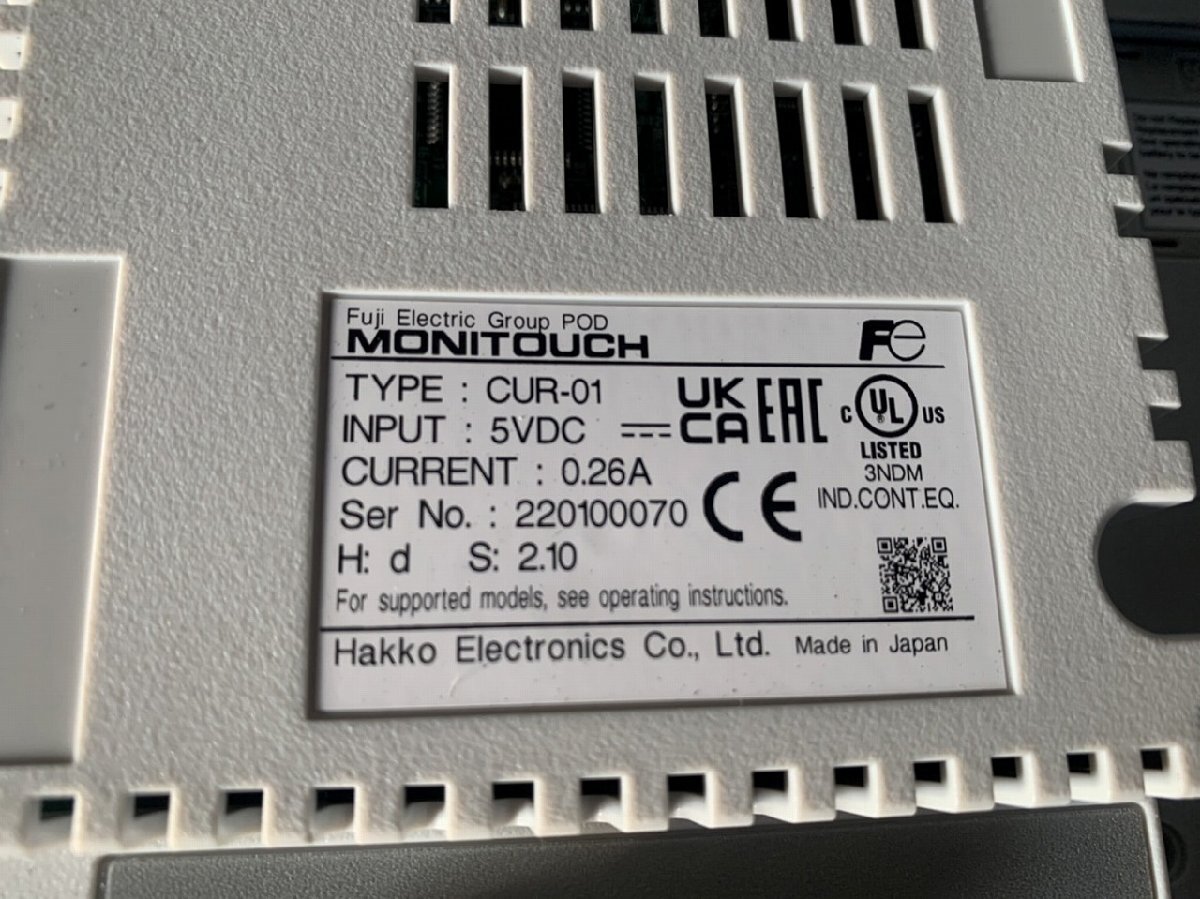 Fuji Electric Group POD
MONITOUCH
Fe
TYPE : CUR-01
INPUT : 5VDC
CURRENT : 0.26A
Ser No. : 220100070
H: d S: 2.10
For supported models, see operating instructions.
UK
CA
EAC
CE
C UL US
LISTED
3NDM
IND.CONT.EQ.
Hakko Electronics Co., Ltd. Made in Japan